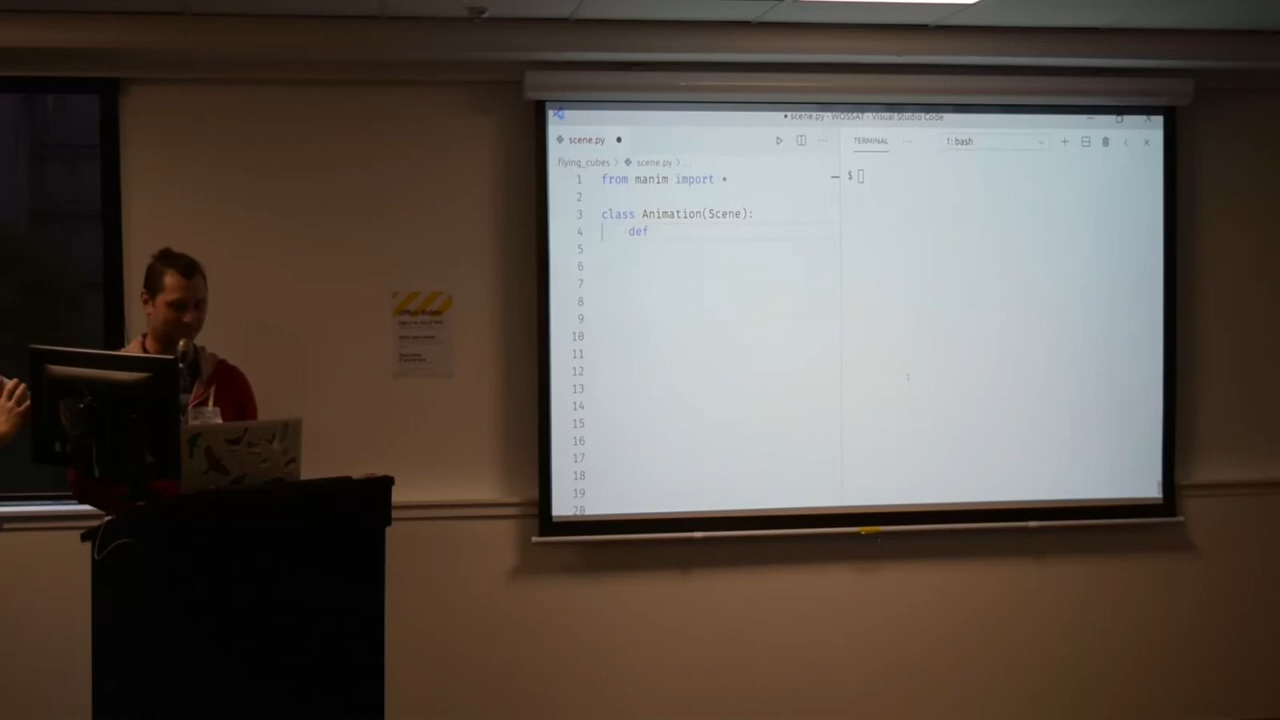 ● scene.py - WOSSAT - Visual Studio Code
scene.py ●
flying_cubes > scene.py > ...
1 from manim import *
2
3 class Animation(Scene):
4 def
5
6
7
8
9
10
11
12
13
14
15
16
17
18
19
20
TERMINAL ... 1: bash
$